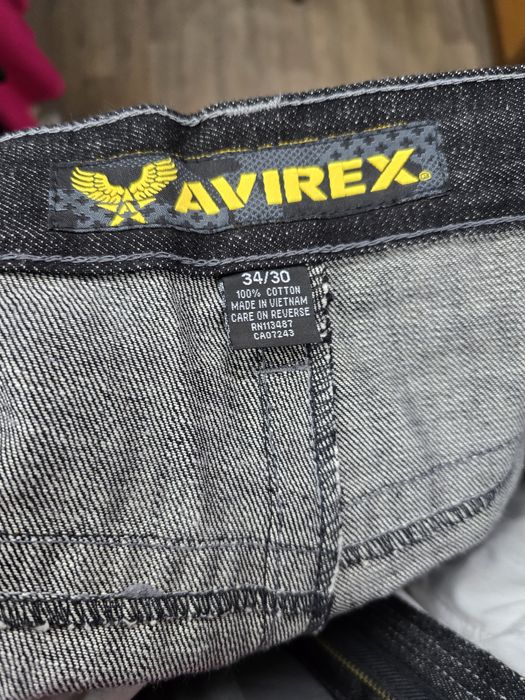 AVIREX
34/30
100% COTTON
MADE IN VIETNAM
CARE ON REVERSE
RN113487
CA07243